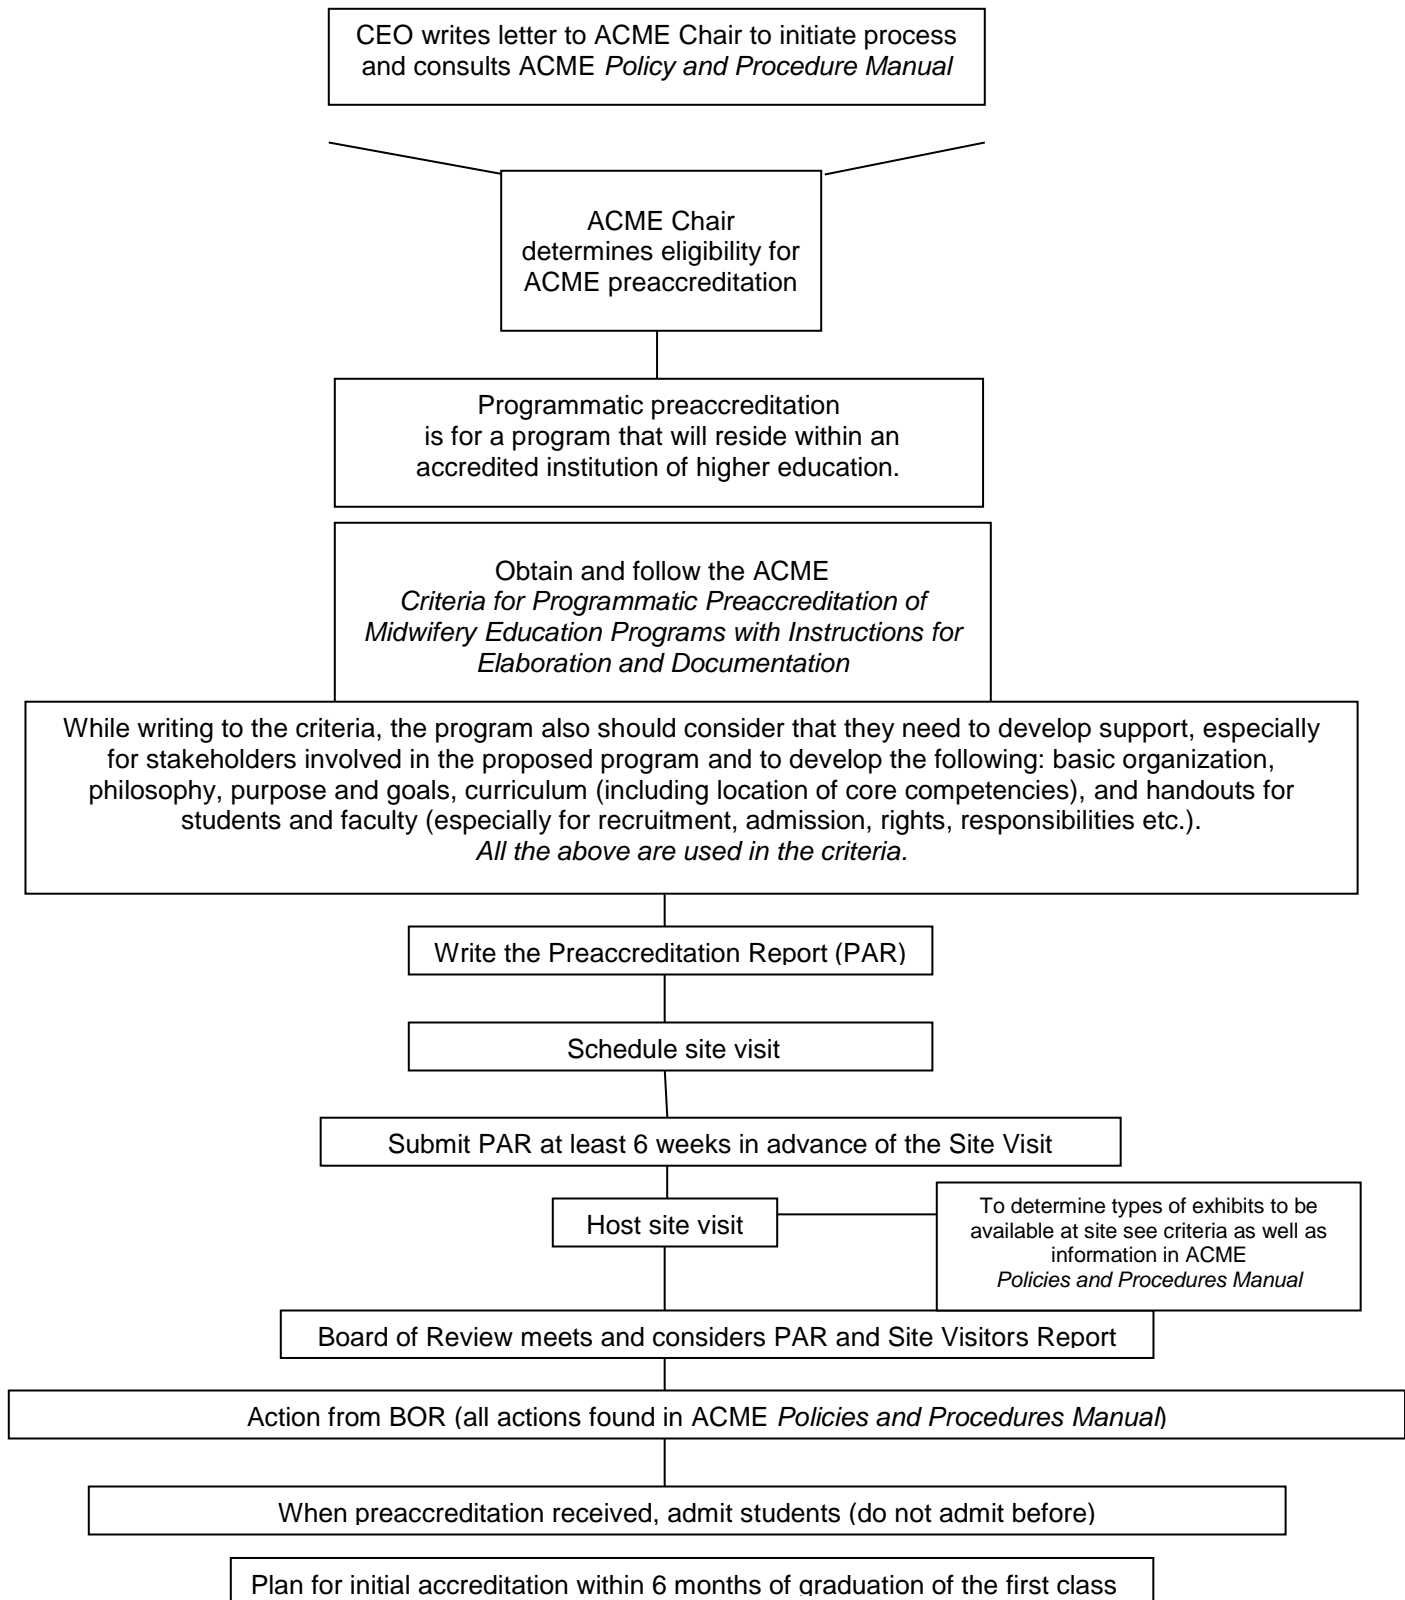 CEO writes letter to ACME Chair to initiate process
and consults ACME Policy and Procedure Manual
ACME Chair
determines eligibility for
ACME preaccreditation
Programmatic preaccreditation
is for a program that will reside within an
accredited institution of higher education.
Obtain and follow the ACME
Criteria for Programmatic Preaccreditation of
Midwifery Education Programs with Instructions for
Elaboration and Documentation
While writing to the criteria, the program also should consider that they need to develop support, especially
for stakeholders involved in the proposed program and to develop the following: basic organization,
philosophy, purpose and goals, curriculum (including location of core competencies), and handouts for
students and faculty (especially for recruitment, admission, rights, responsibilities etc.).
All the above are used in the criteria.
Write the Preaccreditation Report (PAR)
Schedule site visit
Submit PAR at least 6 weeks in advance of the Site Visit
Host site visit
To determine types of exhibits to be
available at site see criteria as well as
information in ACME
Policies and Procedures Manual
Board of Review meets and considers PAR and Site Visitors Report
Action from BOR (all actions found in ACME Policies and Procedures Manual)
When preaccreditation received, admit students (do not admit before)
Plan for initial accreditation within 6 months of graduation of the first class